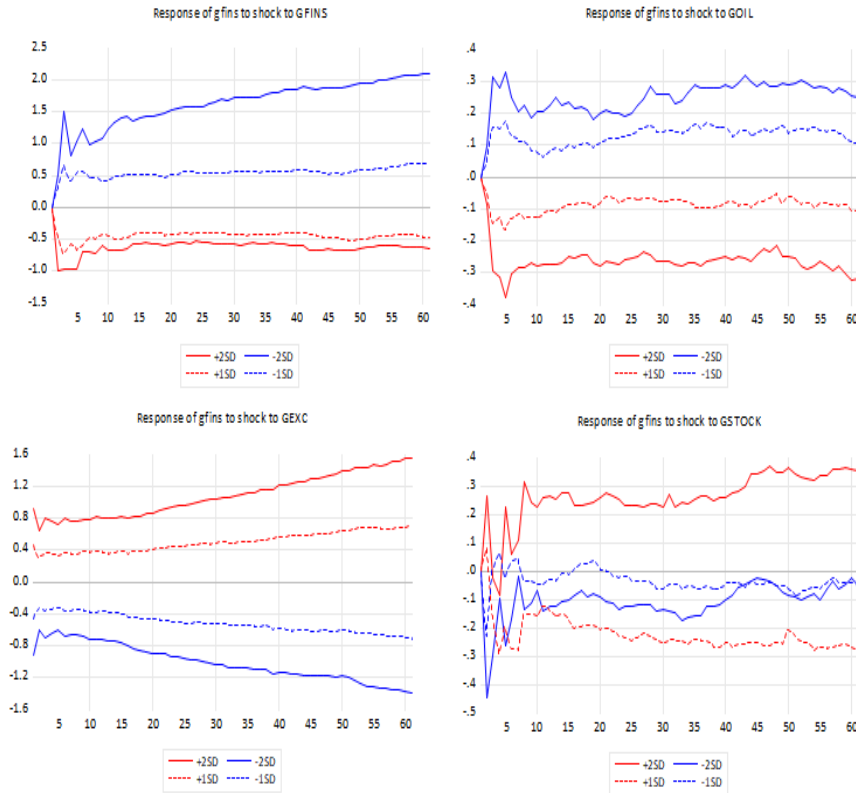 Response of gfins to shock to GFINS
2.5
2.0
1.5
1.0
0.5
0.0
-0.5
-1.0
-1.5
5 10 15 20 25 30 35 40 45 50 55 60
+2SD -2SD
+1SD -1SD
Response of gfins to shock to GOIL
.4
.3
.2
.1
.0
-.1
-.2
-.3
-.4
5 10 15 20 25 30 35 40 45 50 55 60
+2SD -2SD
+1SD -1SD
Response of gfins to shock to GEXC
1.6
1.2
0.8
0.4
0.0
-0.4
-0.8
-1.2
-1.6
5 10 15 20 25 30 35 40 45 50 55 60
+2SD -2SD
+1SD -1SD
Response of gfins to shock to GSTOCK
.4
.3
.2
.1
.0
-.1
-.2
-.3
-.4
-.5
5 10 15 20 25 30 35 40 45 50 55 60
+2SD -2SD
+1SD -1SD